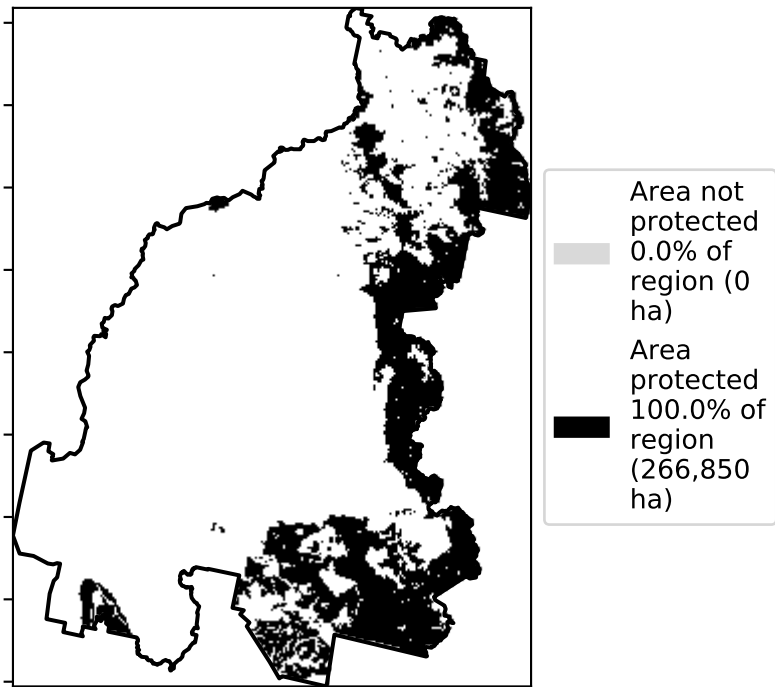 Area not
protected
0.0% of
region (0
ha)
Area
protected
100.0% of
region
(266,850
ha)